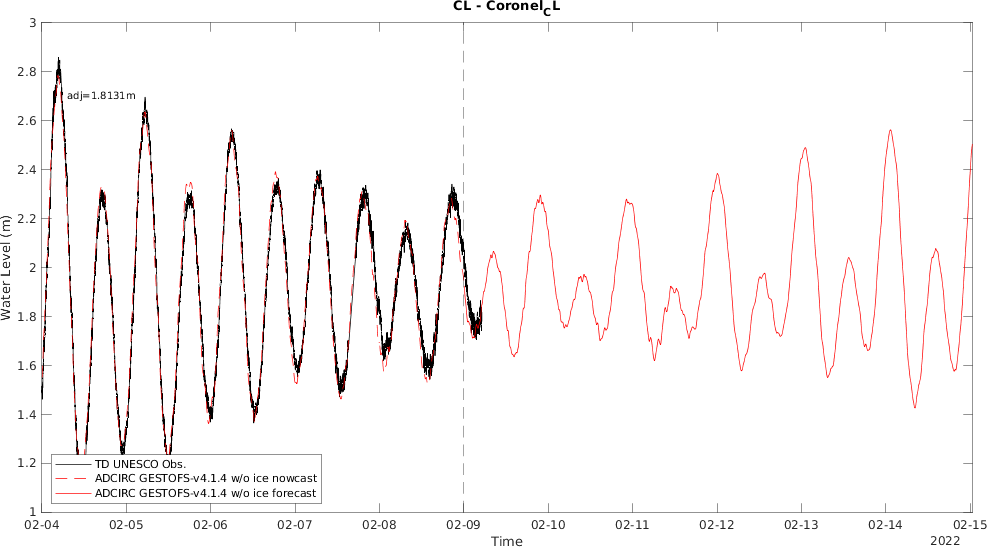 CL - Coronel_CL
adj=1.8131m
3
2.8
2.6
2.4
2.2
2
1.8
1.6
1.4
1.2
1
Water Level (m)
TD UNESCO Obs.
ADCIRC GESTOFS-v4.1.4 w/o ice nowcast
ADCIRC GESTOFS-v4.1.4 w/o ice forecast
02-04 02-05 02-06 02-07 02-08 02-09 02-10 02-11 02-12 02-13 02-14 02-15
Time
2022